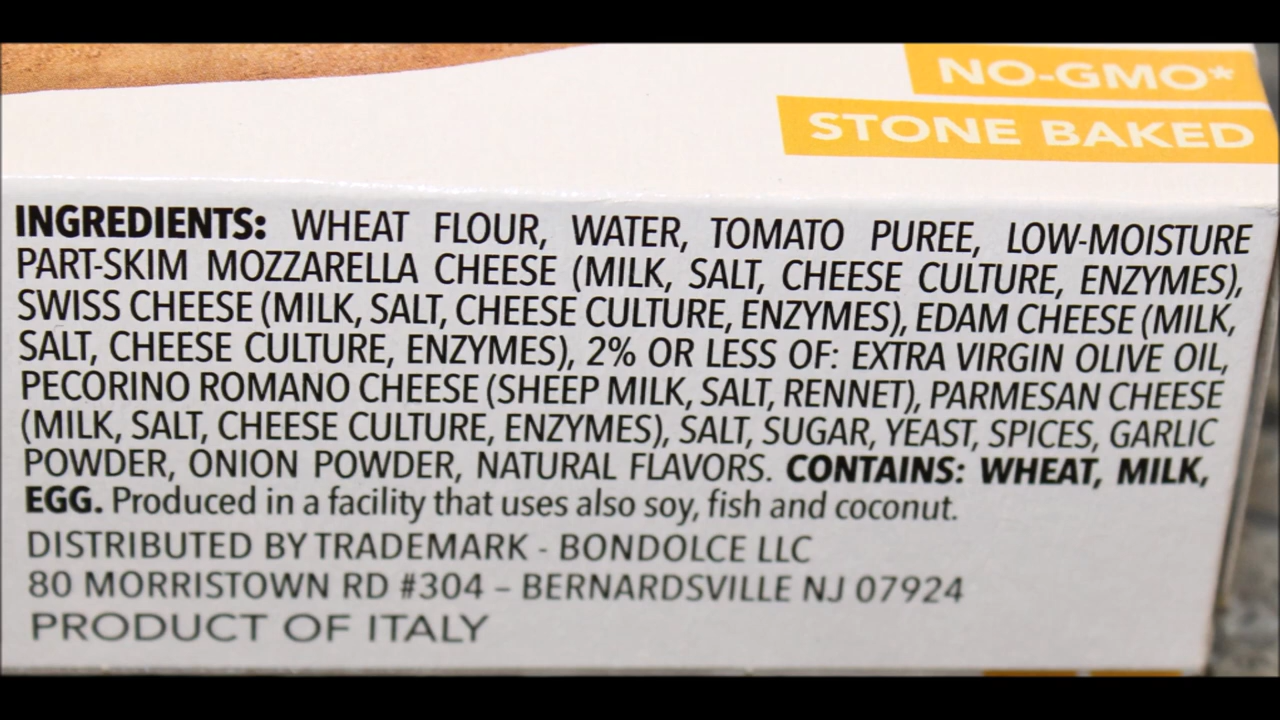 NO-GMO*
STONE BAKED
INGREDIENTS: WHEAT FLOUR, WATER, TOMATO PUREE, LOW-MOISTURE
PART-SKIM MOZZARELLA CHEESE (MILK, SALT, CHEESE CULTURE, ENZYMES),
SWISS CHEESE (MILK, SALT, CHEESE CULTURE, ENZYMES), EDAM CHEESE (MILK,
SALT, CHEESE CULTURE, ENZYMES), 2% OR LESS OF: EXTRA VIRGIN OLIVE OIL,
PECORINO ROMANO CHEESE (SHEEP MILK, SALT, RENNET), PARMESAN CHEESE
(MILK, SALT, CHEESE CULTURE, ENZYMES), SALT, SUGAR, YEAST, SPICES, GARLIC
POWDER, ONION POWDER, NATURAL FLAVORS. CONTAINS: WHEAT, MILK,
EGG. Produced in a facility that uses also soy, fish and coconut.
DISTRIBUTED BY TRADEMARK - BONDOLCE LLC
80 MORRISTOWN RD #304 – BERNARDSVILLE NJ 07924
PRODUCT OF ITALY